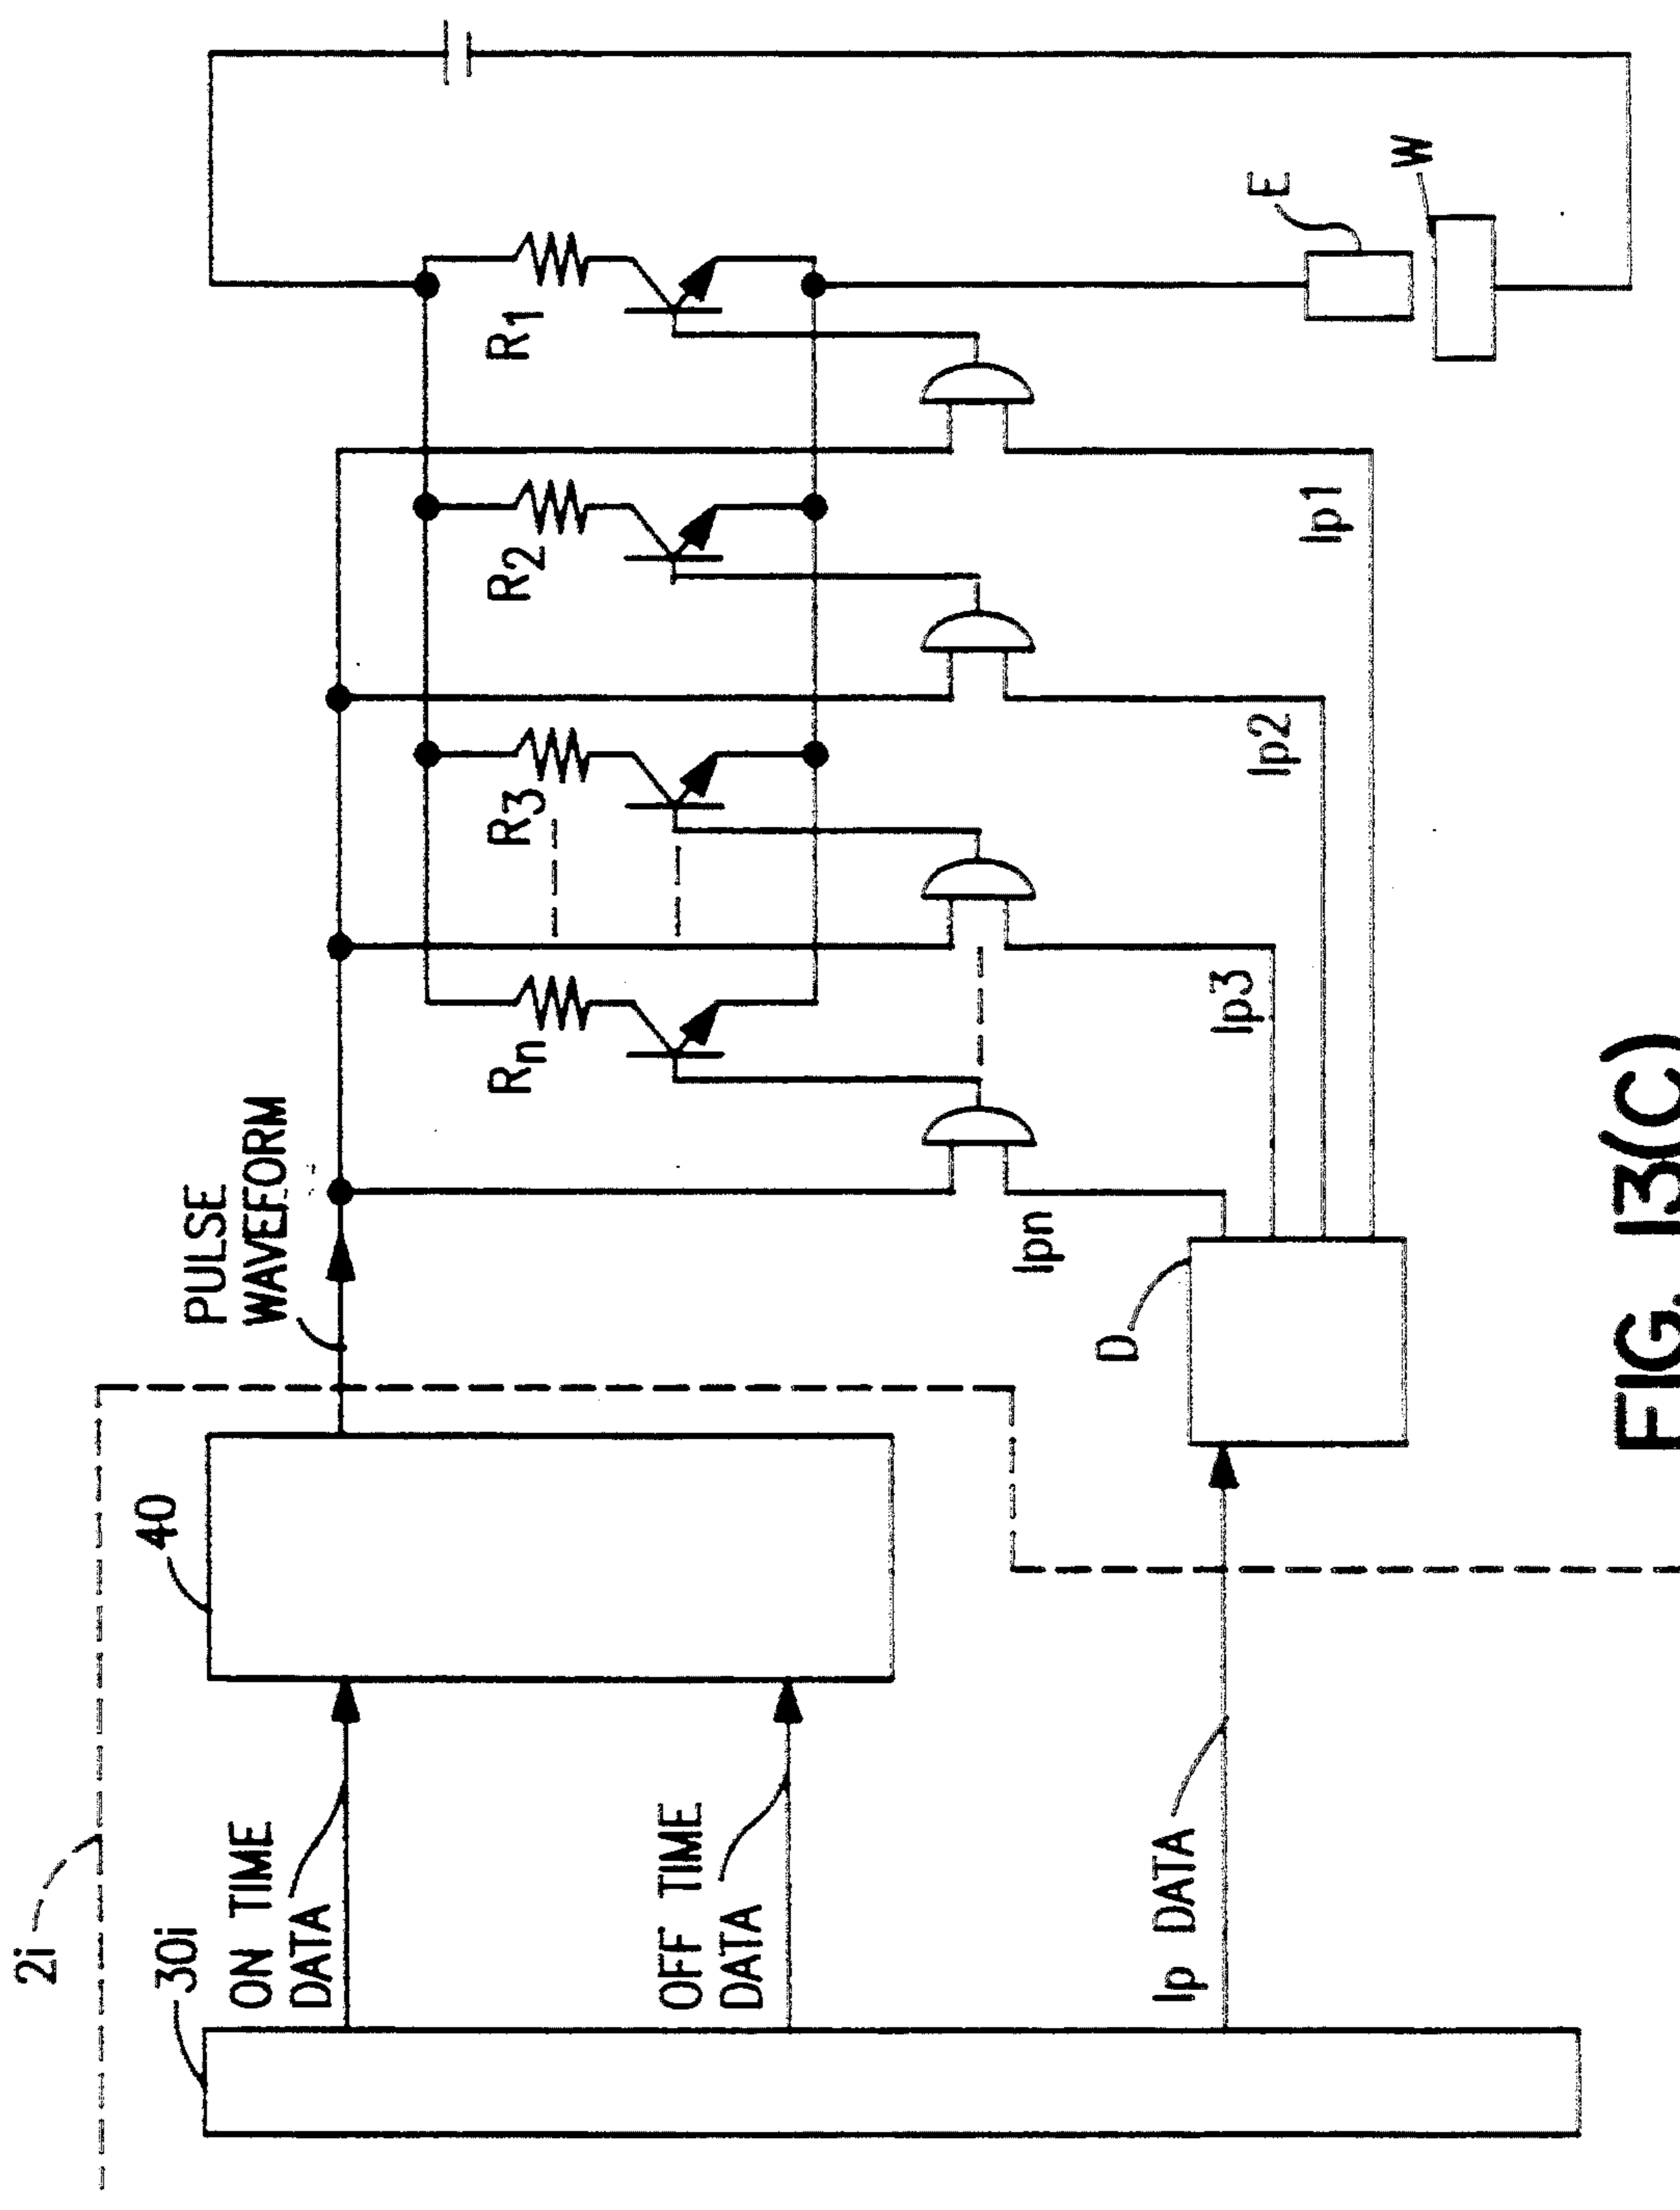 2i
30i
ON TIME
DATA
OFF TIME
DATA
Ip DATA
40
PULSE
WAVEFORM
D
Rn
R3
R2
R1
Ipn
Ip3
Ip2
Ip1
E
W
FIG. 13(C)